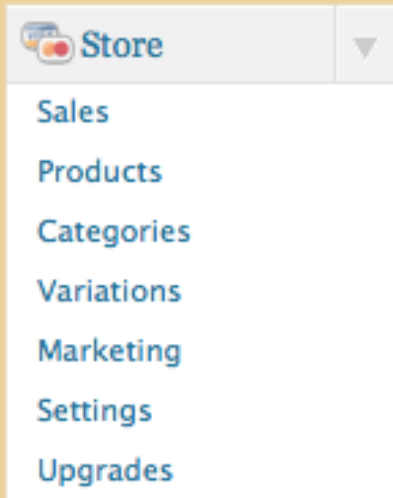 Store
Sales
Products
Categories
Variations
Marketing
Settings
Upgrades